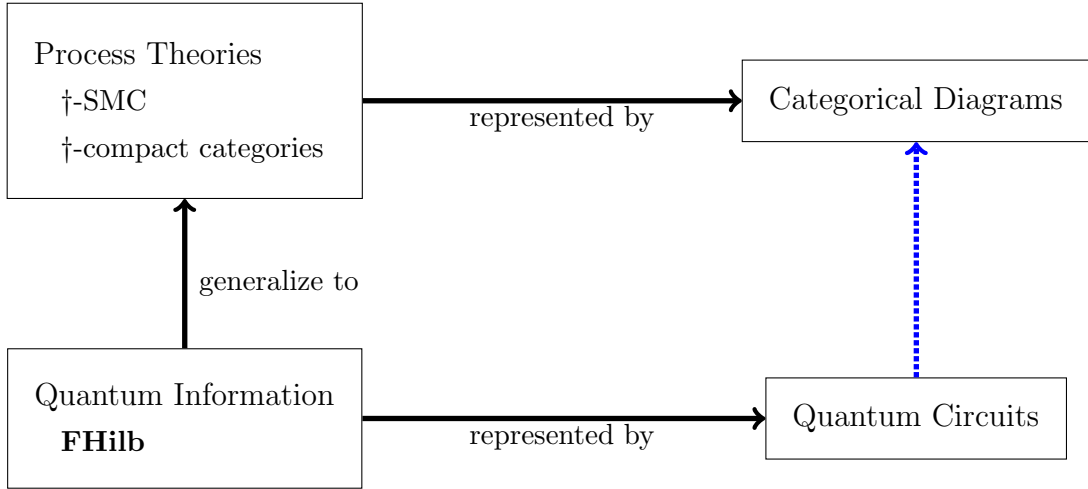 Process Theories
†-SMC
†-compact categories
represented by
Categorical Diagrams
generalize to
Quantum Information
FHilb
represented by
Quantum Circuits